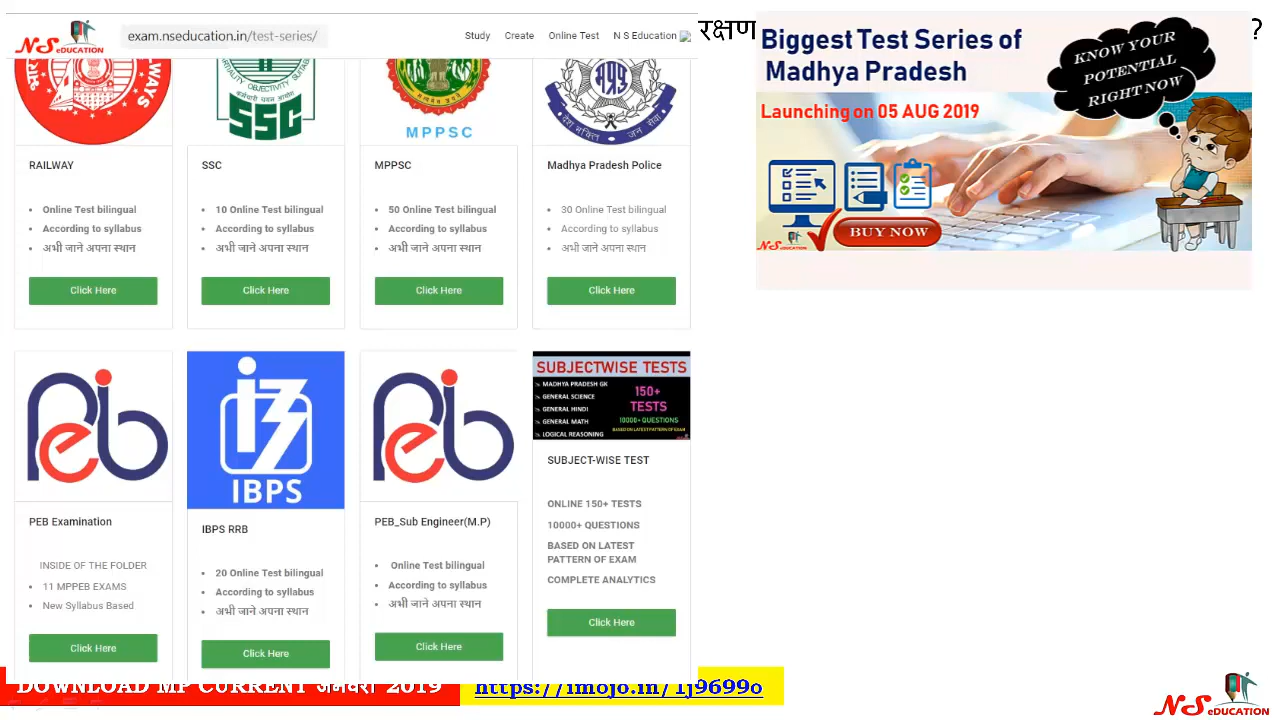 NS eDUCATION
exam.nseducation.in/test-series/
Study Create Online Test N S Education
रक्षण
?
SSC
MPPSC
देश भक्ति जन सेवा
RAILWAY
Online Test bilingual
According to syllabus
अभी जाने अपना स्थान
Click Here
SSC
10 Online Test bilingual
According to syllabus
अभी जाने अपना स्थान
Click Here
MPPSC
50 Online Test bilingual
According to syllabus
अभी जाने अपना स्थान
Click Here
Madhya Pradesh Police
30 Online Test bilingual
According to syllabus
अभी जाने अपना स्थान
Click Here
Peb
PEB Examination
INSIDE OF THE FOLDER
11 MPPEB EXAMS
New Syllabus Based
Click Here
IBPS
IBPS RRB
20 Online Test bilingual
According to syllabus
अभी जाने अपना स्थान
Click Here
Peb
PEB_Sub Engineer(M.P)
Online Test bilingual
According to syllabus
अभी जाने अपना स्थान
Click Here
SUBJECTWISE TESTS
MADHYA PRADESH GK
GENERAL SCIENCE
GENERAL HINDI
GENERAL MATH
LOGICAL REASONING
150+
TESTS
10000+ QUESTIONS
BASED ON LATEST PATTERN OF EXAM
SUBJECT-WISE TEST
ONLINE 150+ TESTS
10000+ QUESTIONS
BASED ON LATEST
PATTERN OF EXAM
COMPLETE ANALYTICS
Click Here
Biggest Test Series of
Madhya Pradesh
Launching on 05 AUG 2019
KNOW YOUR
POTENTIAL
RIGHT NOW
BUY NOW
NS eDUCATION
DOWNLOAD MP CURRENT 2019
https://imojo.in/1j9699o
NS eDUCATION